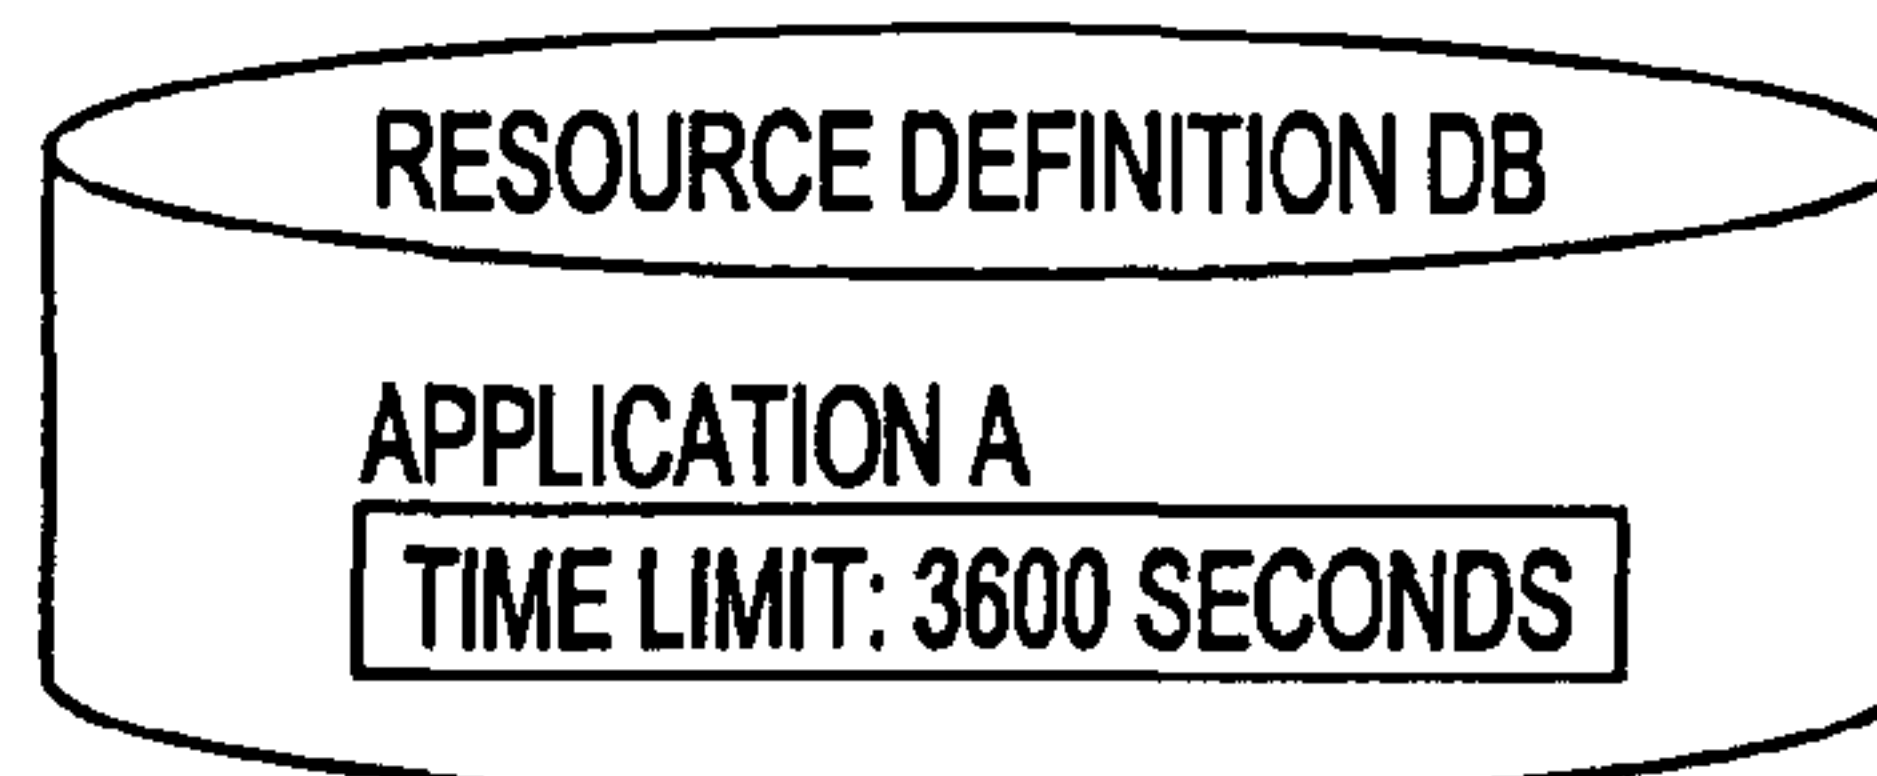 RESOURCE DEFINITION DB
APPLICATION A
TIME LIMIT: 3600 SECONDS